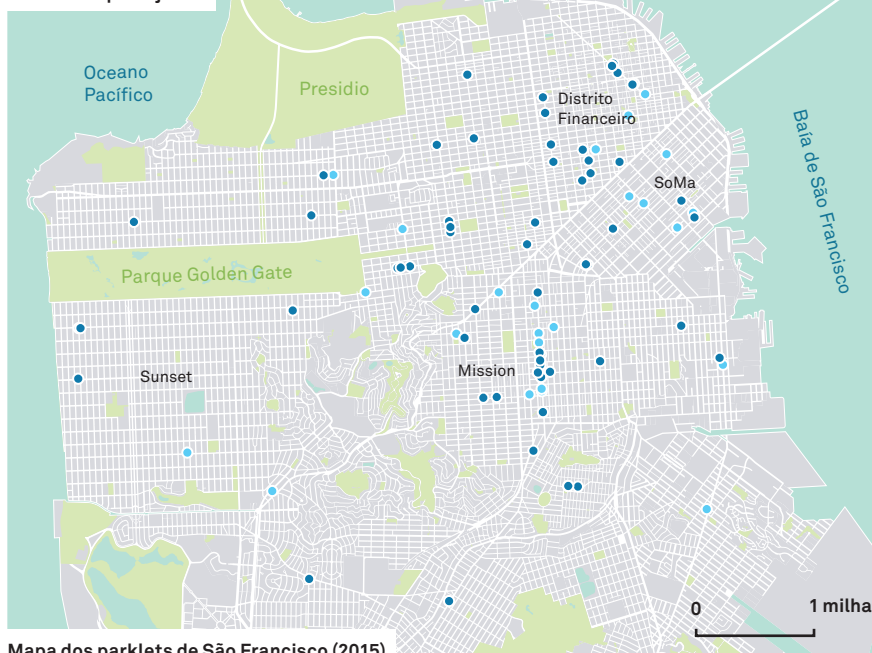 Oceano
Pacífico
Presidio
Distrito
Financeiro
Baía de São Francisco
SoMa
Parque Golden Gate
Sunset
Mission
0
1 milha
Mapa dos parklets de São Francisco (2015)